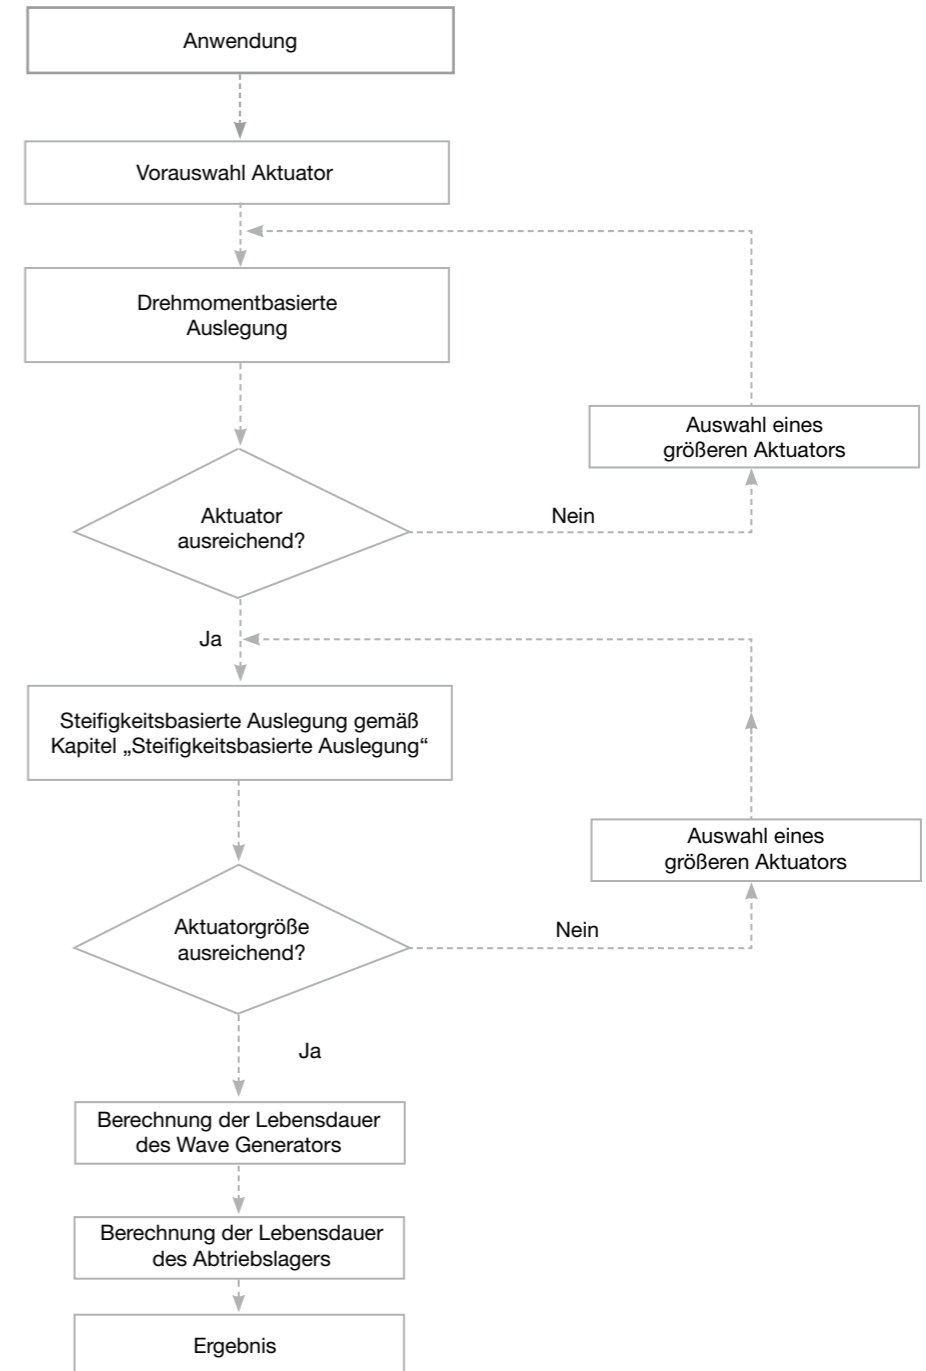 Anwendung
Vorauswahl Aktuator
Drehmomentbasierte
Auslegung
Auswahl eines
größeren Aktuators
Aktuator
ausreichend?
Nein
Ja
Steifigkeitsbasierte Auslegung gemäß
Kapitel „Steifigkeitsbasierte Auslegung“
Auswahl eines
größeren Aktuators
Aktuatorgröße
ausreichend?
Nein
Ja
Berechnung der Lebensdauer
des Wave Generators
Berechnung der Lebensdauer
des Abtriebslagers
Ergebnis